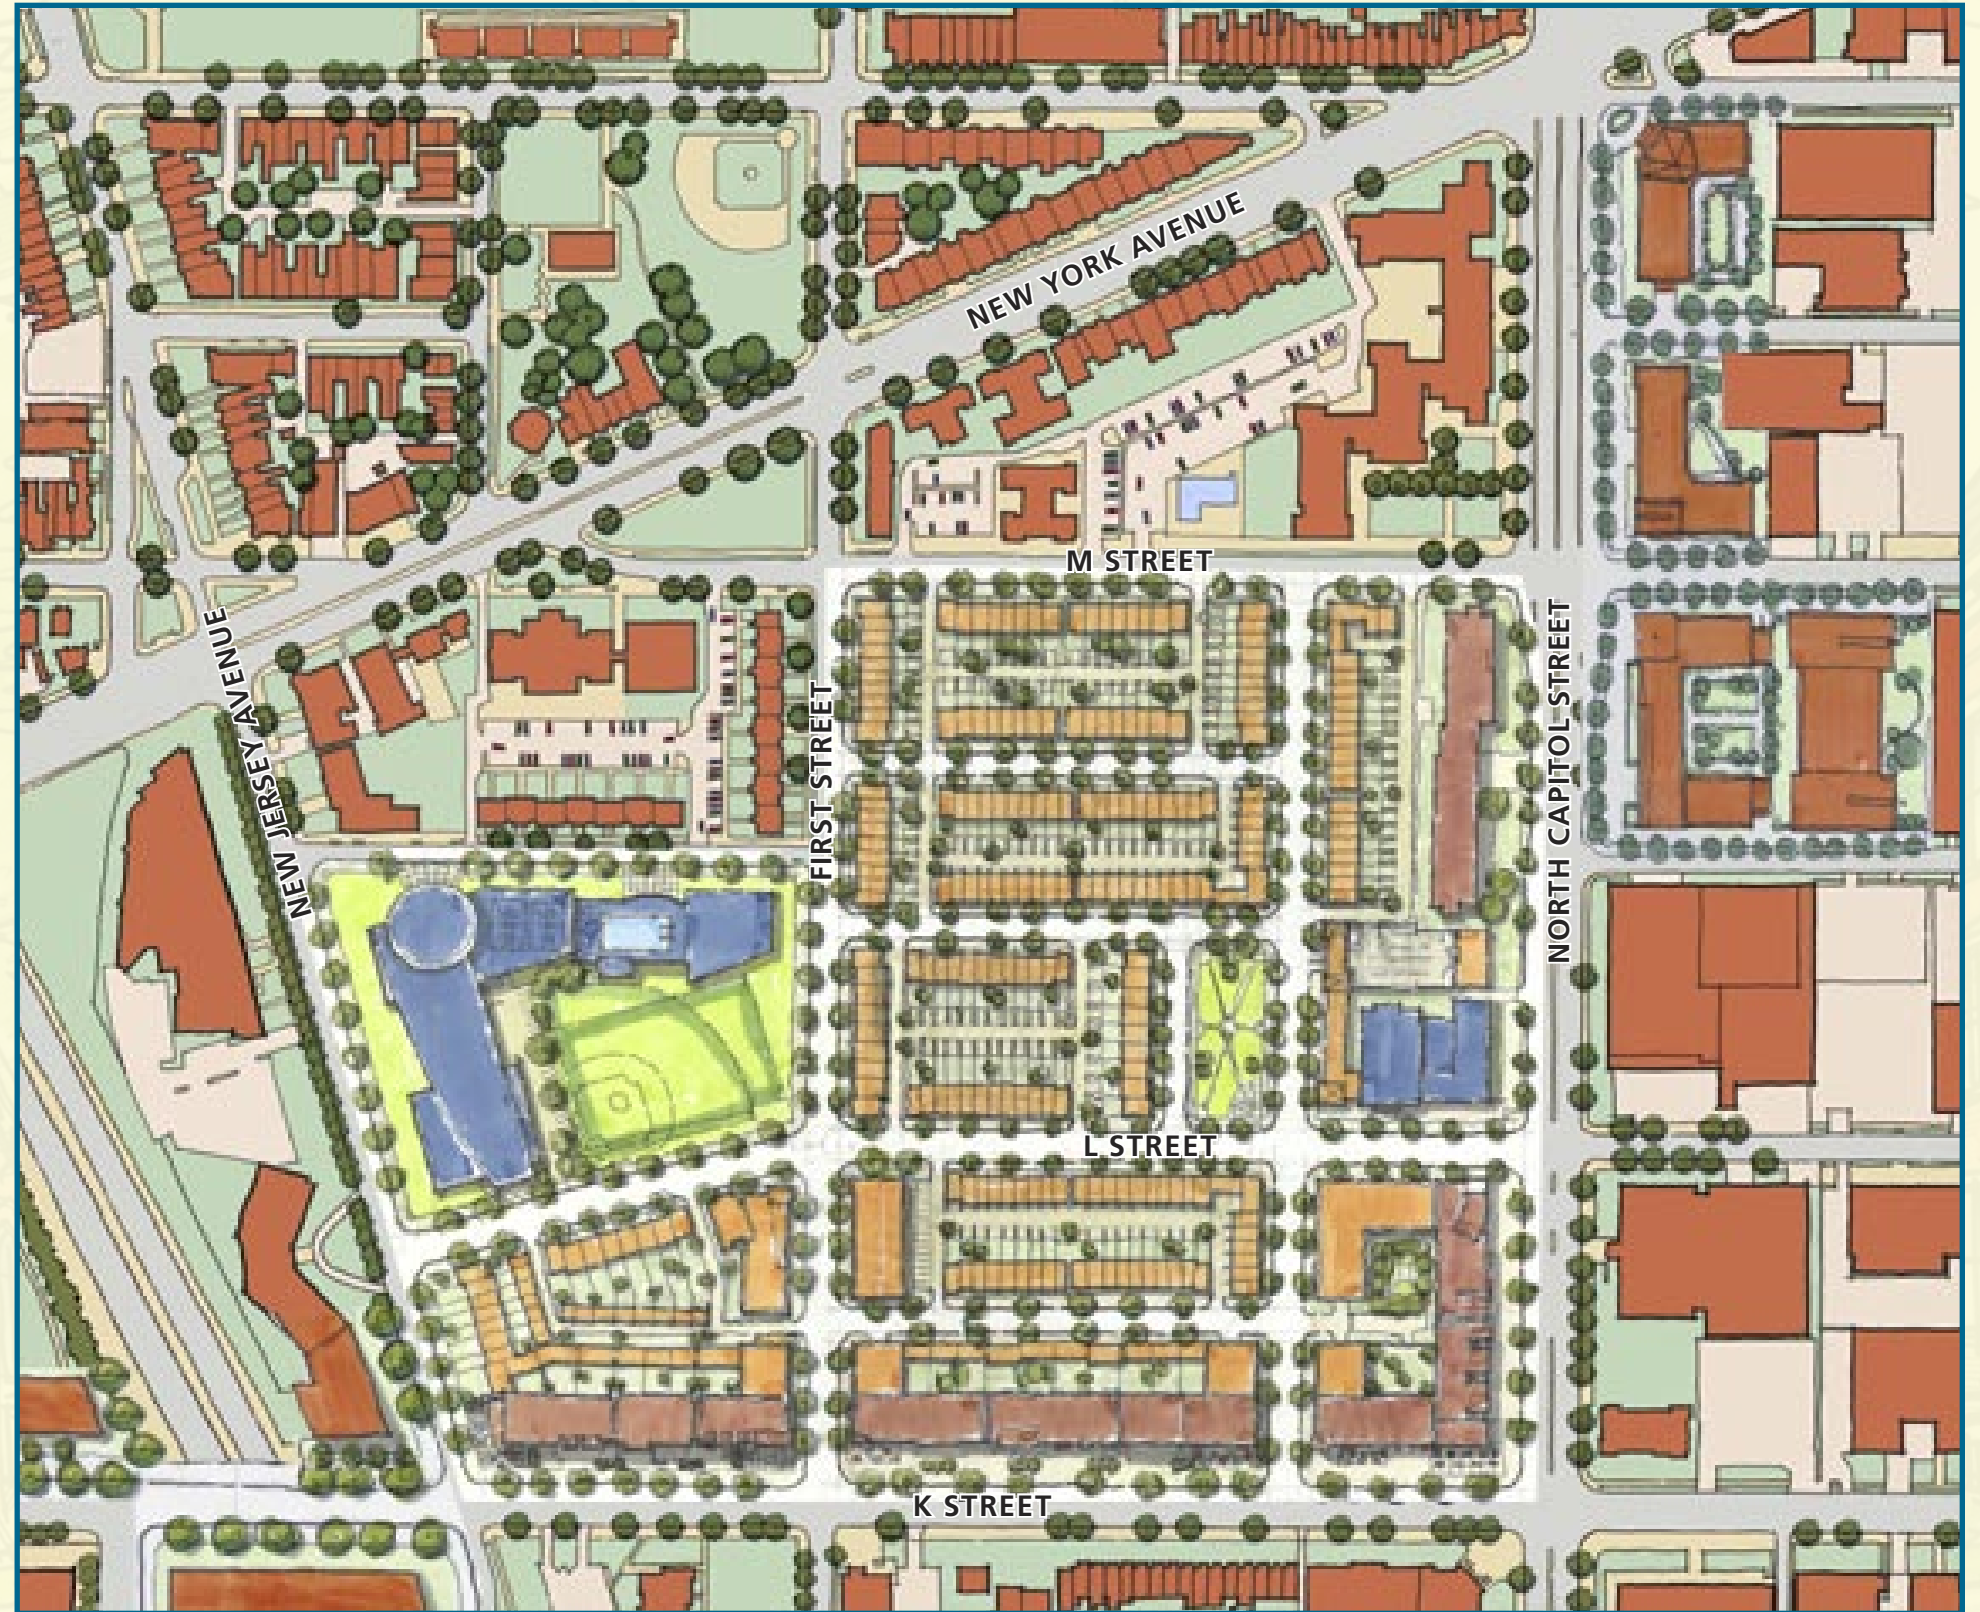 NEW YORK AVENUE
M STREET
NEW JERSEY AVENUE
FIRST STREET
NORTH CAPITOL STREET
L STREET
K STREET